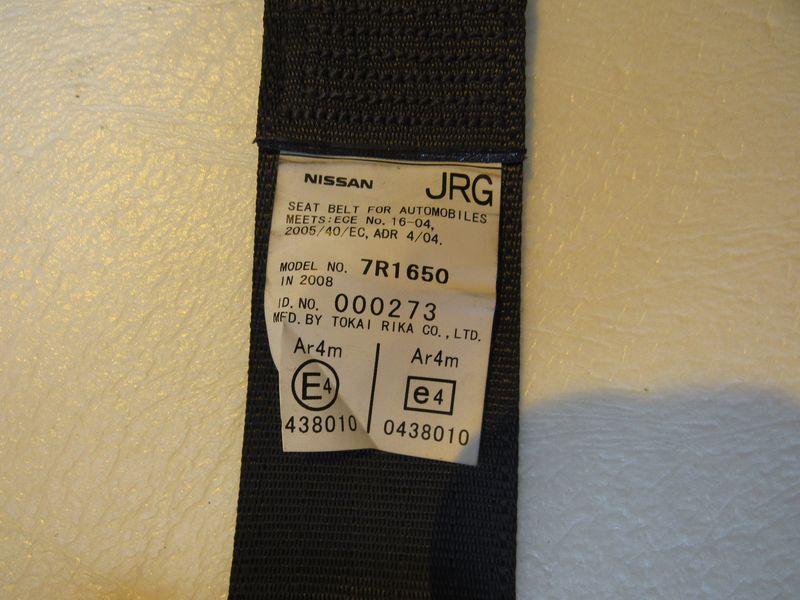 NISSAN JRG
SEAT BELT FOR AUTOMOBILES
MEETS:ECE No. 16-04,
2005/40/EC, ADR 4/04.
MODEL NO. 7R1650
IN 2008
ID.NO. 000273
MFD.BY TOKAI RIKA CO., LTD.
Ar4m Ar4m
E4 e4
438010 0438010